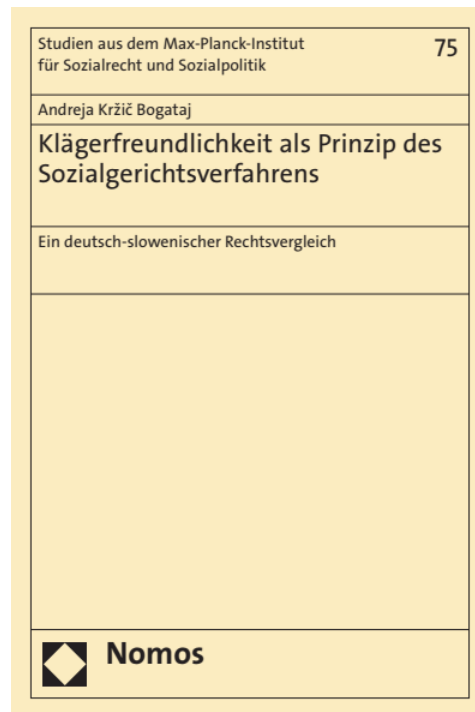 Studien aus dem Max-Planck-Institut
für Sozialrecht und Sozialpolitik
75
Andreja Kržič Bogataj
Klägerfreundlichkeit als Prinzip des
Sozialgerichtsverfahrens
Ein deutsch-slowenischer Rechtsvergleich
Nomos